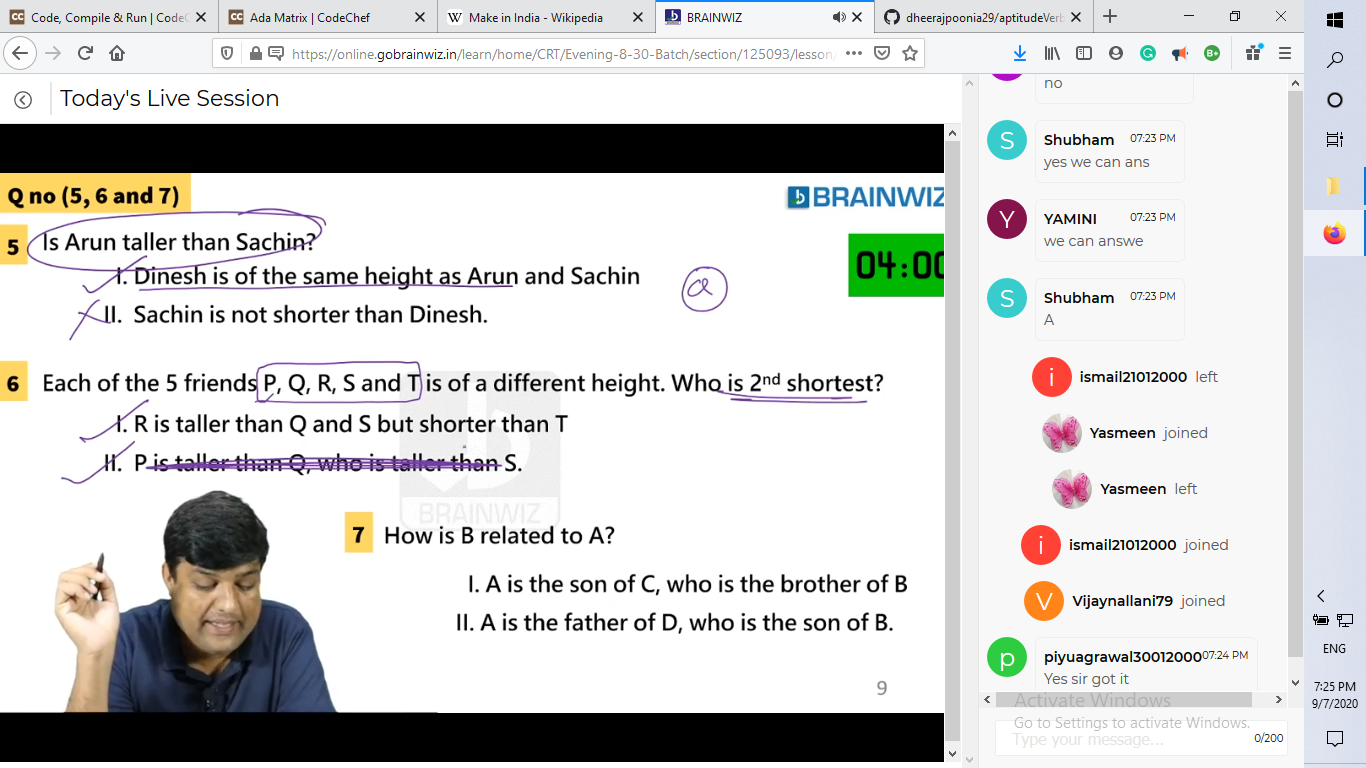 Code, Compile & Run | CodeC
Ada Matrix | CodeChef
Make in India - Wikipedia
BRAINWIZ
dheerajpoonia29/aptitudeVerb
https://online.gobrainwiz.in/learn/home/CRT/Evening-8-30-Batch/section/125093/lesson
Today's Live Session
Q no (5, 6 and 7)
BRAINWIZ
5 Is Arun taller than Sachin?
I. Dinesh is of the same height as Arun and Sachin
II. Sachin is not shorter than Dinesh.
a
04:00
6 Each of the 5 friends P, Q, R, S and T is of a different height. Who is 2nd shortest?
I. R is taller than Q and S but shorter than T
II. P is taller than Q, who is taller than S.
BRAINWIZ
7 How is B related to A?
I. A is the son of C, who is the brother of B
II. A is the father of D, who is the son of B.
9
no
S Shubham 07:23 PM
yes we can ans
Y YAMINI 07:23 PM
we can answe
S Shubham 07:23 PM
A
i ismail21012000 left
Yasmeen joined
Yasmeen left
i ismail21012000 joined
V Vijaynallani79 joined
p piyuagrawal30012000 07:24 PM
Yes sir got it
Activate Windows
Go to Settings to activate Windows.
Type your message...
0/200
ENG
7:25 PM
9/7/2020